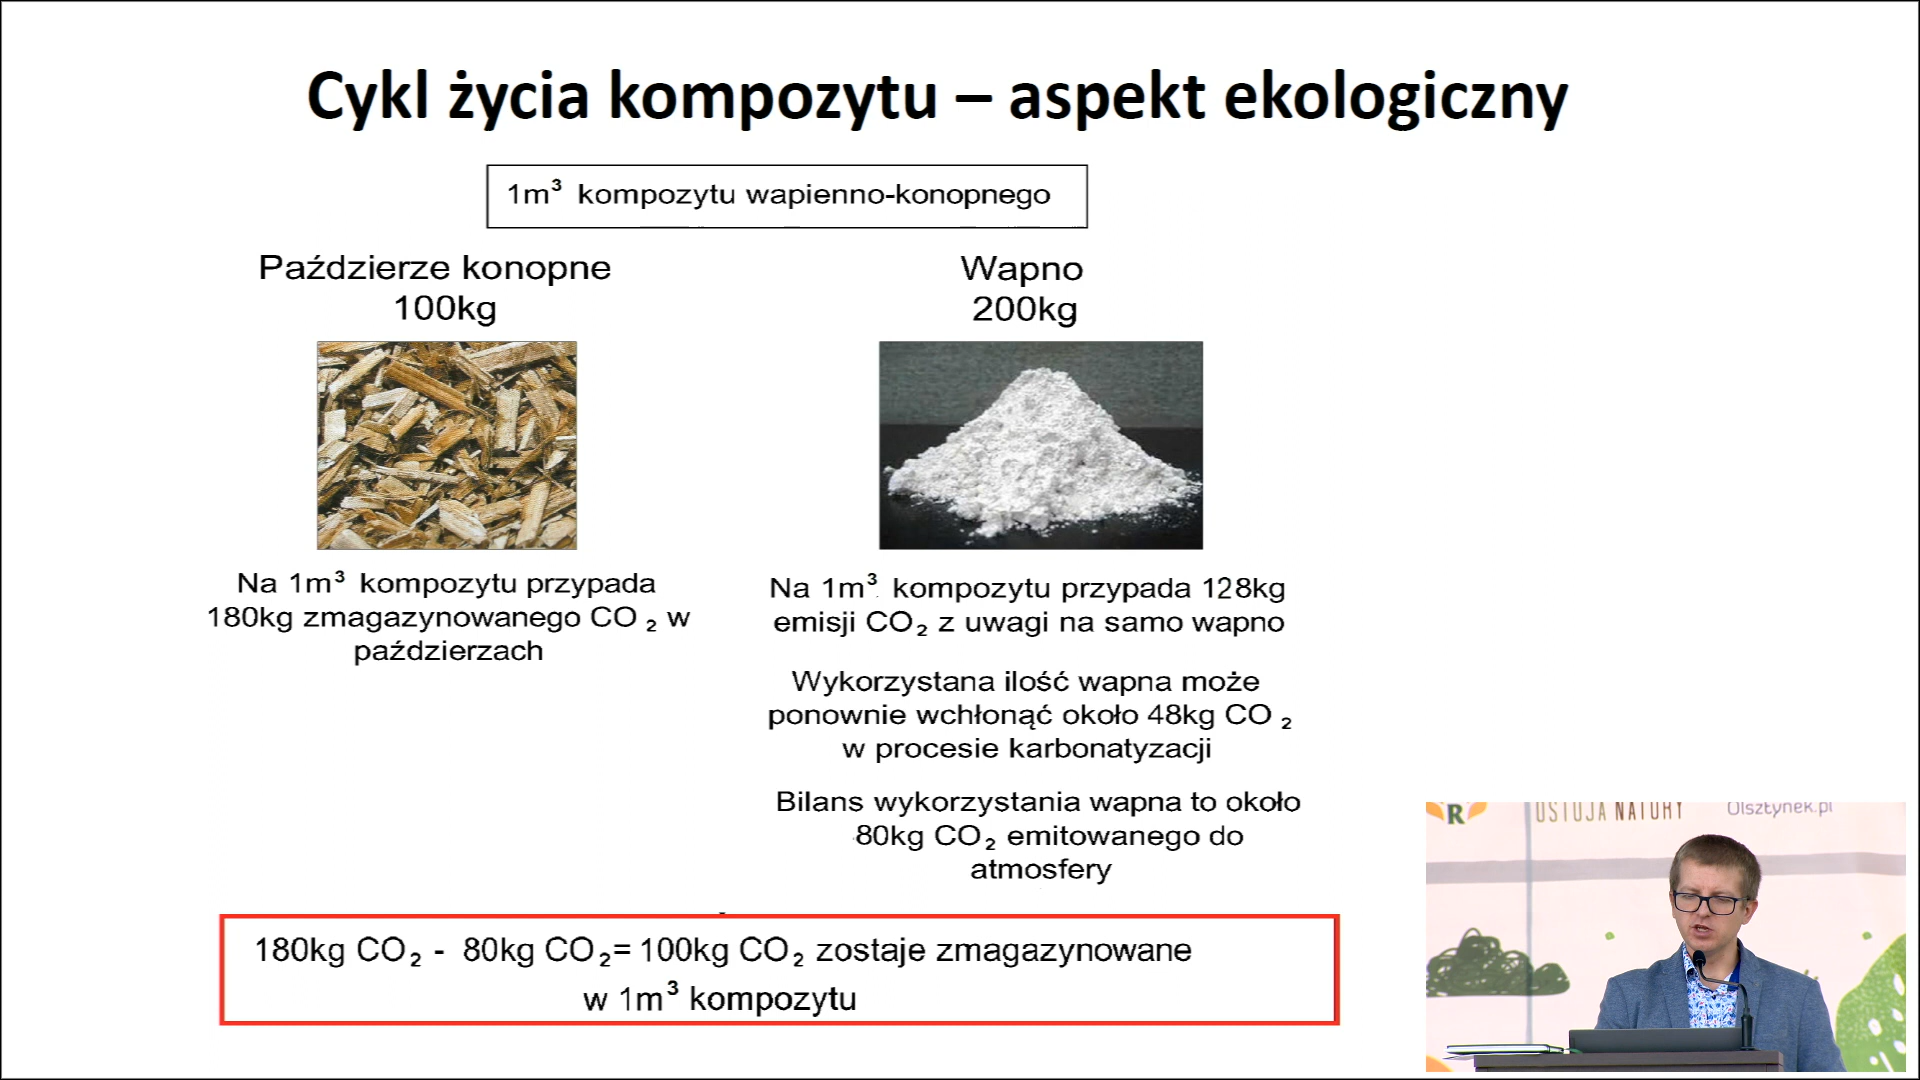 Cykl życia kompozytu – aspekt ekologiczny
1m³ kompozytu wapienno-konopnego
Paździerze konopne
100kg
Wapno
200kg
Na 1m³ kompozytu przypada
180kg zmagazynowanego CO₂ w
paździerzach
Na 1m³ kompozytu przypada 128kg
emisji CO₂ z uwagi na samo wapno
Wykorzystana ilość wapna może
ponownie wchłonąć około 48kg CO₂
w procesie karbonatyzacji
Bilans wykorzystania wapna to około
80kg CO₂ emitowanego do
atmosfery
180kg CO₂ - 80kg CO₂= 100kg CO₂ zostaje zmagazynowane
w 1m³ kompozytu
R
OSTOJA NATURY
Olsztynek.pl